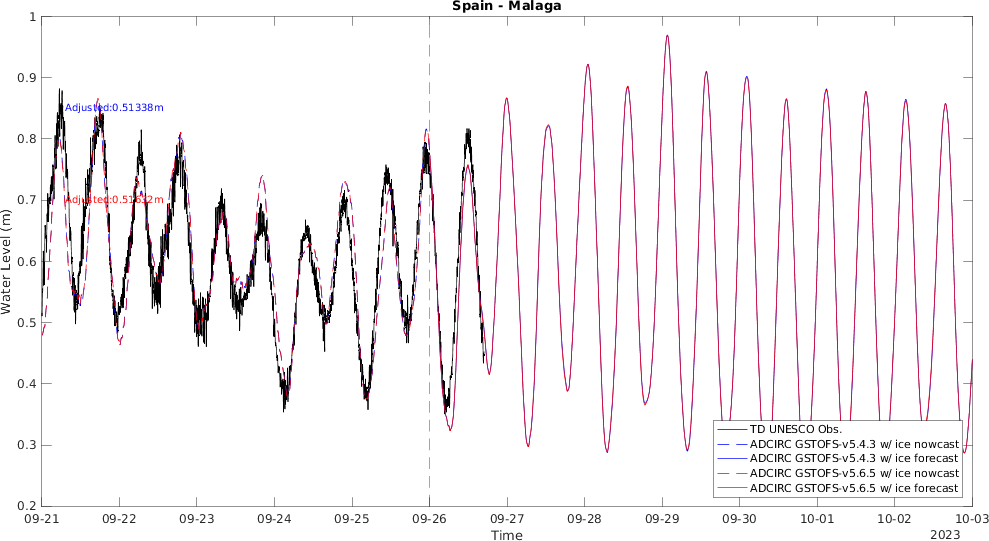 Spain - Malaga
1
0.9
0.8
0.7
0.6
0.5
0.4
0.3
0.2
Water Level (m)
Adjusted:0.51338m
Adjusted:0.51632m
TD UNESCO Obs.
ADCIRC GSTOFS-v5.4.3 w/ ice nowcast
ADCIRC GSTOFS-v5.4.3 w/ ice forecast
ADCIRC GSTOFS-v5.6.5 w/ ice nowcast
ADCIRC GSTOFS-v5.6.5 w/ ice forecast
09-21 09-22 09-23 09-24 09-25 09-26 09-27 09-28 09-29 09-30 10-01 10-02 10-03
Time
2023